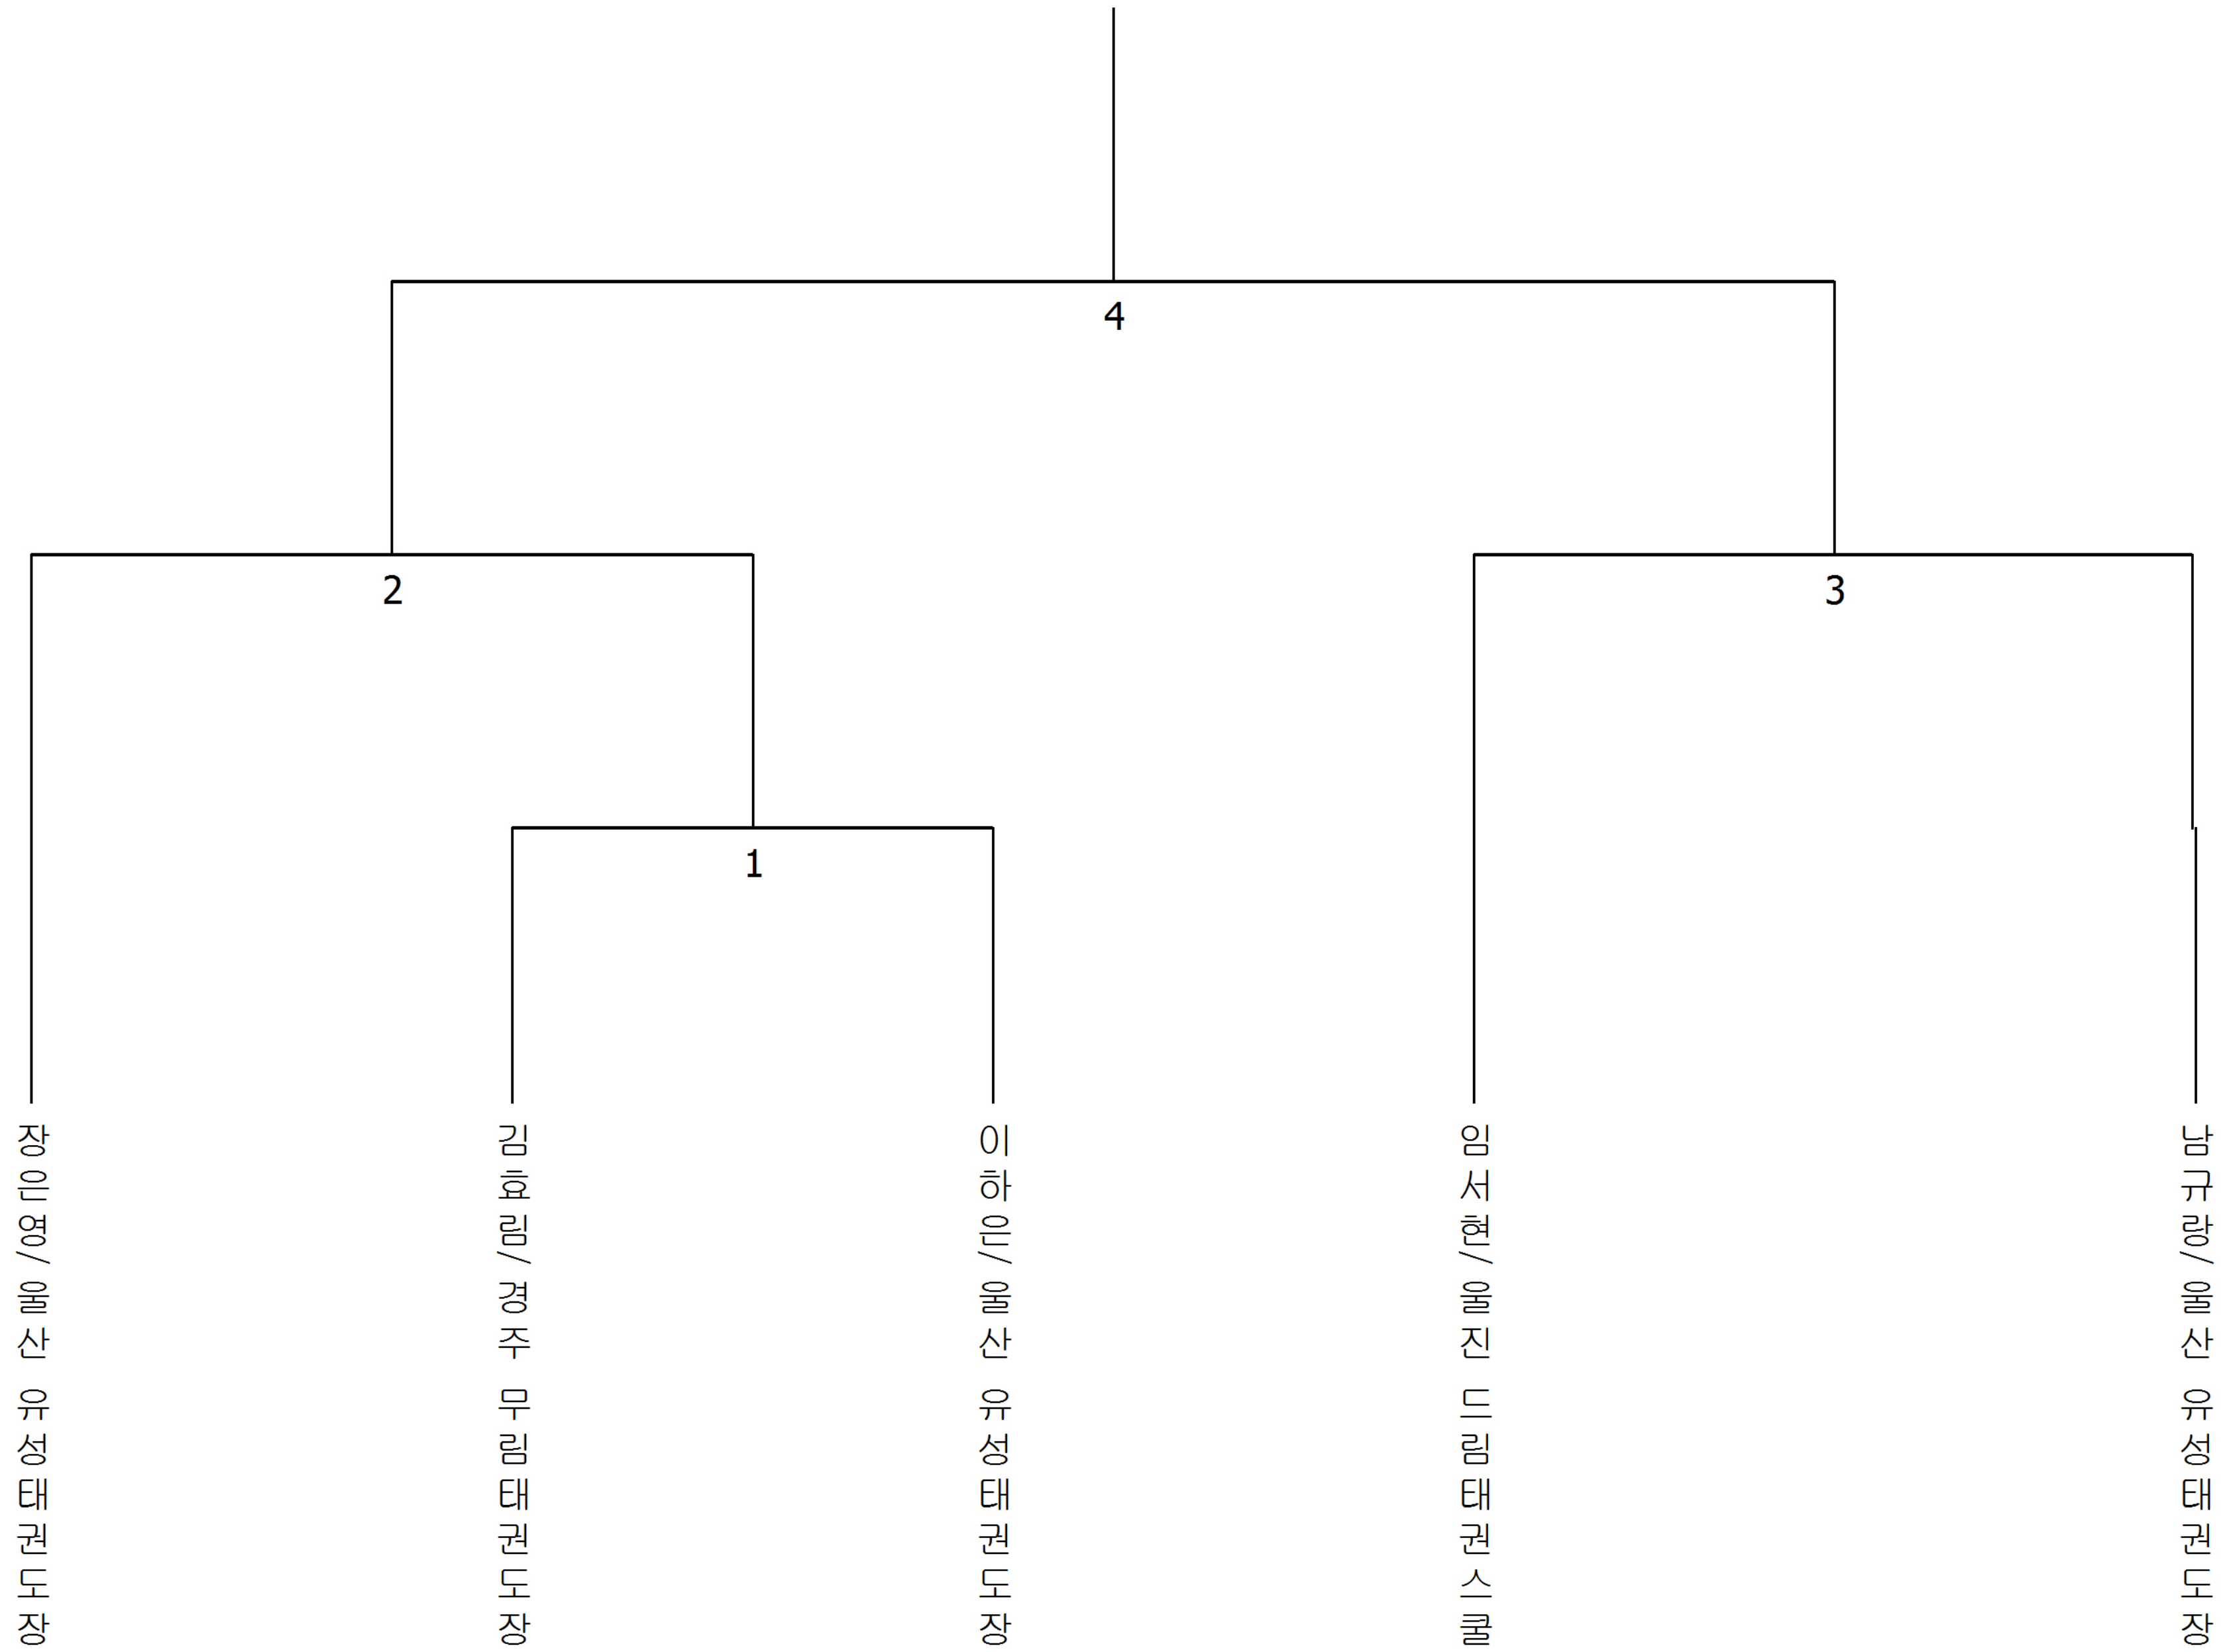 4
2
3
1
장은영/울산 유성태권도장
김효림/경주 무림태권도장
이하은/울산 유성태권도장
임서현/울진 드림태권스쿨
남규랑/울산 유성태권도장